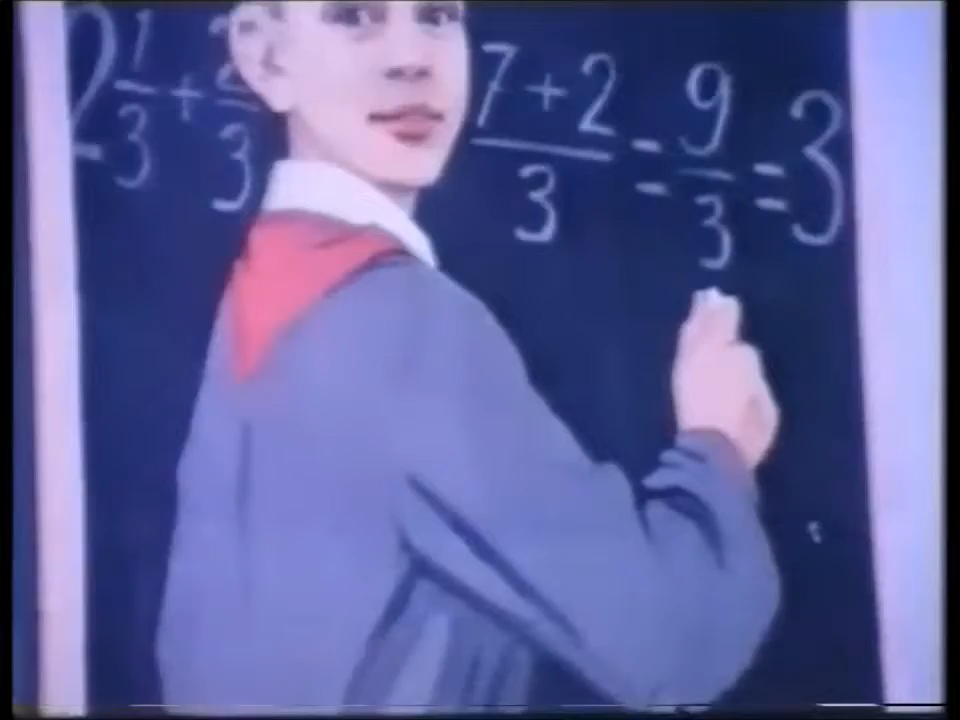 2 1/3 + 2/3 (7+2)/3 = 9/3 = 3